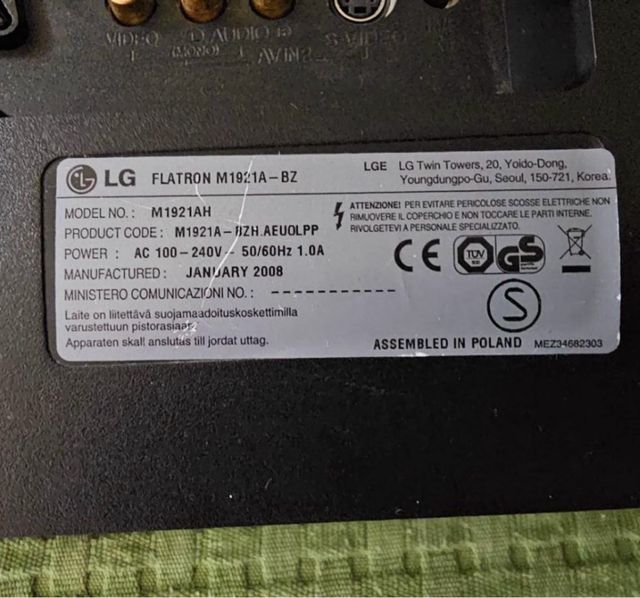 VIDEO AUDIO
(MONO) AV IN2 S-VIDEO
LG FLATRON M1921A-BZ
LGE LG Twin Towers, 20, Yoido-Dong,
Youngdungpo-Gu, Seoul, 150-721, Korea
MODEL NO.: M1921AH
PRODUCT CODE: M1921A-BZH.AEUOLPP
POWER: AC 100-240V~ 50/60Hz 1.0A
MANUFACTURED: JANUARY 2008
MINISTERO COMUNICAZIONI NO.: -----------
Laite on liitettävä suojamaadoituskoskettimilla
varustettuun pistorasiaan.
Apparaten skall anslutas till jordat uttag.
ATTENZIONE! PER EVITARE PERICOLOSE SCOSSE ELETTRICHE NON
RIMUOVERE IL COPERCHIO E NON TOCCARE LE PARTI INTERNE.
RIVOLGETEVI A PERSONALE SPECIALIZZATO.
CE TÜV GS
S
ASSEMBLED IN POLAND MEZ34682303